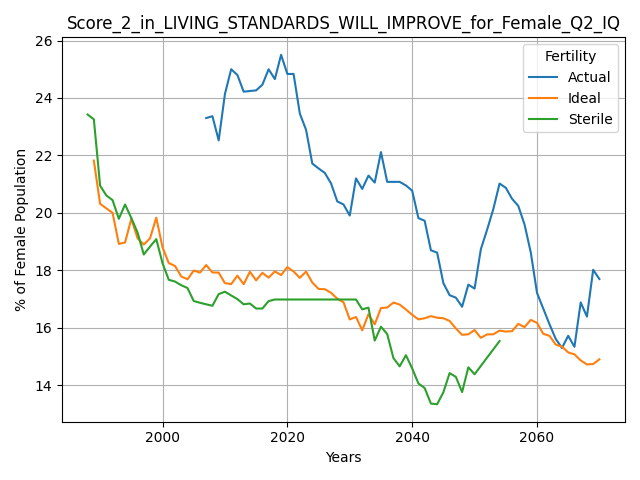 Score_2_in_LIVING_STANDARDS_WILL_IMPROVE_for_Female_Q2_IQ
Fertility
Actual
Ideal
Sterile
% of Female Population
26
24
22
20
18
16
14
2000 2020 2040 2060
Years